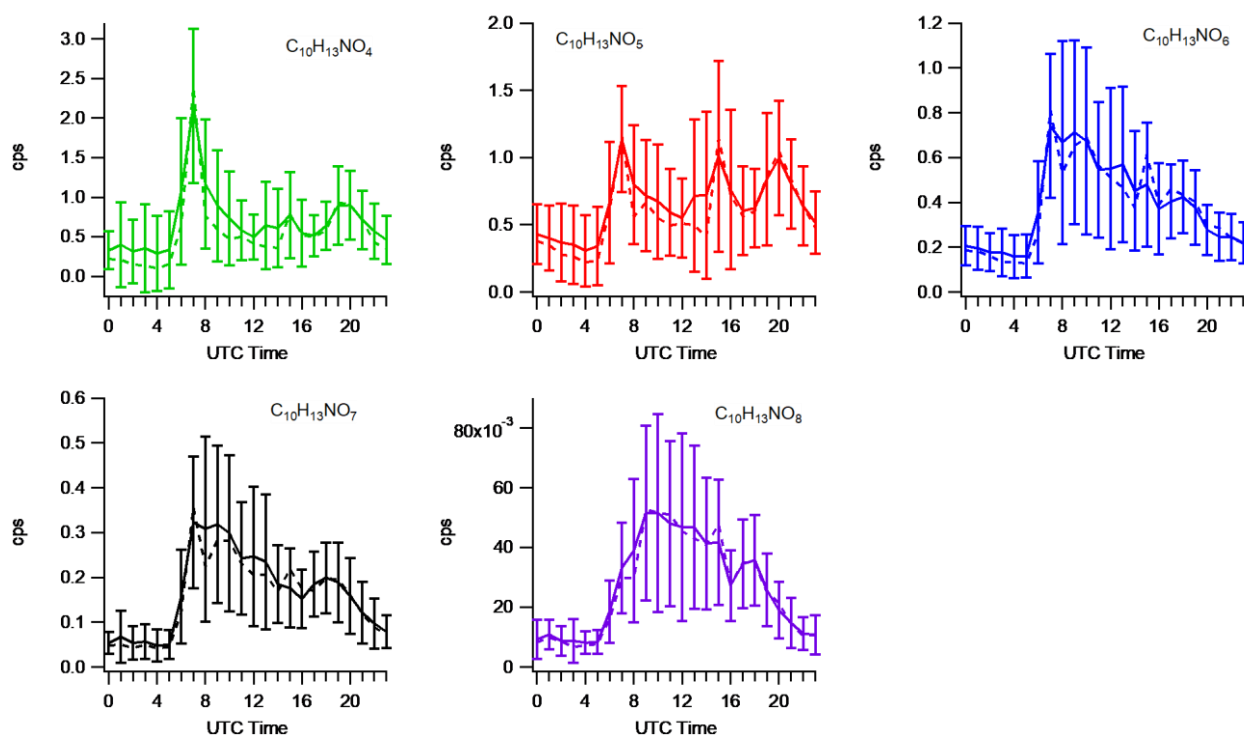 C₁₀H₁₃NO₄
3.0
2.5
2.0
1.5
1.0
0.5
0.0
cps
0 4 8 12 16 20
UTC Time
C₁₀H₁₃NO₅
2.0
1.5
1.0
0.5
0.0
cps
0 4 8 12 16 20
UTC Time
C₁₀H₁₃NO₆
1.2
1.0
0.8
0.6
0.4
0.2
0.0
cps
0 4 8 12 16 20
UTC Time
C₁₀H₁₃NO₇
0.6
0.5
0.4
0.3
0.2
0.1
0.0
cps
0 4 8 12 16 20
UTC Time
C₁₀H₁₃NO₈
80x10⁻³
60
40
20
0
cps
0 4 8 12 16 20
UTC Time